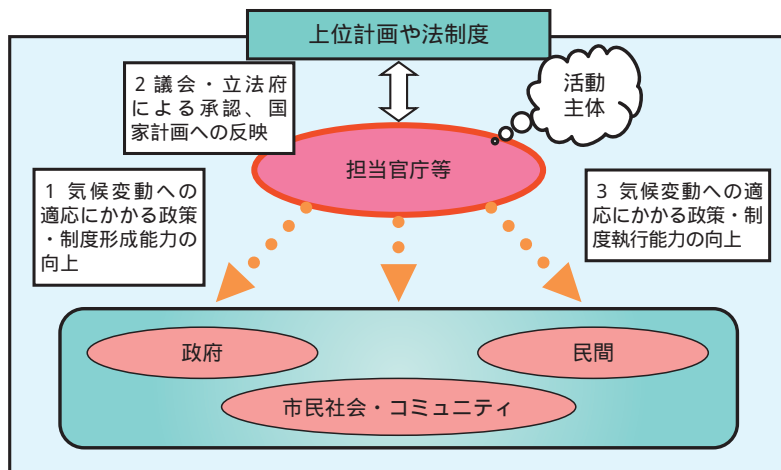 上位計画や法制度
2 議会・立法府
による承認、国
家計画への反映
活動
主体
担当官庁等
1 気候変動への
適応にかかる政策
・制度形成能力の
向上
3 気候変動への適
応にかかる政策・制
度執行能力の向上
政府
民間
市民社会・コミュニティ